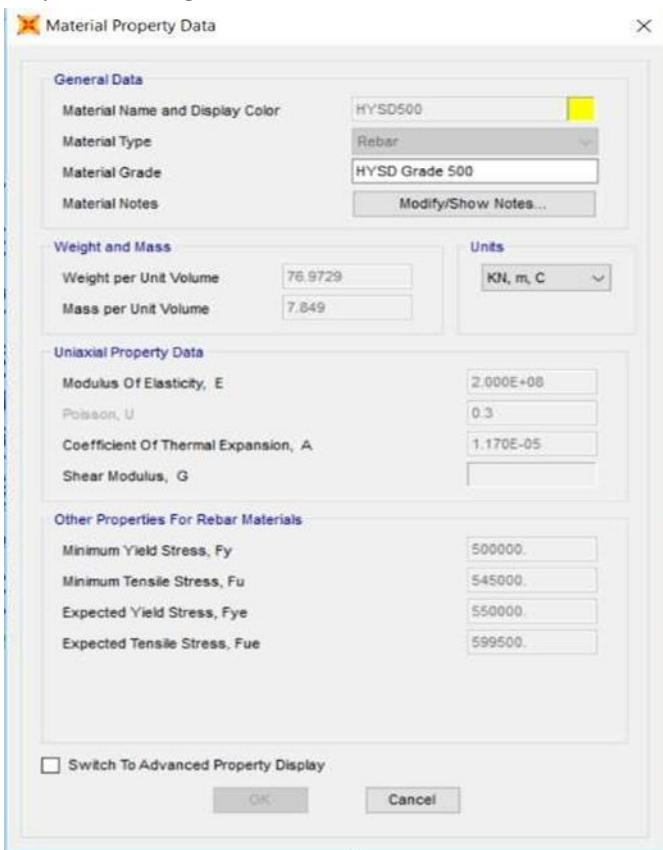 Material Property Data
General Data
Material Name and Display Color HYSD500
Material Type Rebar
Material Grade HYSD Grade 500
Material Notes Modify/Show Notes...
Weight and Mass
Weight per Unit Volume 76.9729
Mass per Unit Volume 7.849
Units
KN, m, C
Uniaxial Property Data
Modulus Of Elasticity, E 2.000E+08
Poisson, U 0.3
Coefficient Of Thermal Expansion, A 1.170E-05
Shear Modulus, G
Other Properties For Rebar Materials
Minimum Yield Stress, Fy 500000.
Minimum Tensile Stress, Fu 545000.
Expected Yield Stress, Fye 550000.
Expected Tensile Stress, Fue 599500.
Switch To Advanced Property Display
OK Cancel